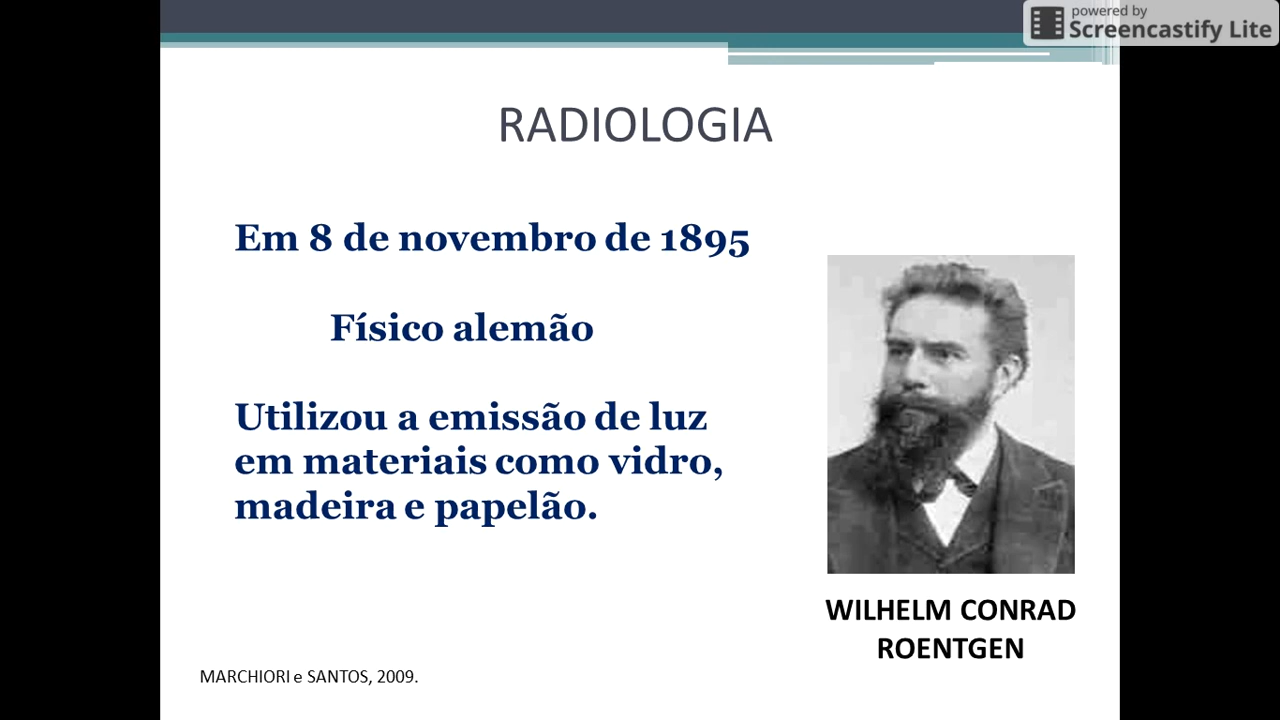 powered by
Screencastify Lite
RADIOLOGIA
Em 8 de novembro de 1895
Físico alemão
Utilizou a emissão de luz
em materiais como vidro,
madeira e papelão.
WILHELM CONRAD
ROENTGEN
MARCHIORI e SANTOS, 2009.